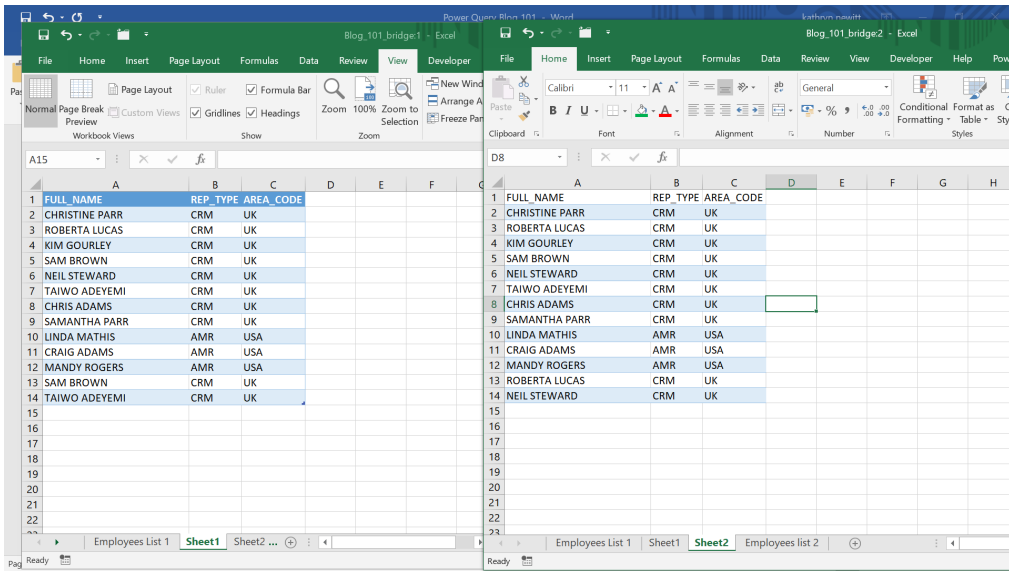 Power Query Blog 101 - Word
kathryn newitt
Blog_101_bridge:1 - Excel
File Home Insert Page Layout Formulas Data Review View Developer
Normal Page Break Preview Page Layout Custom Views
Workbook Views
Ruler Formula Bar
Gridlines Headings
Show
Zoom 100% Zoom to Selection
Zoom
New Wind
Arrange A
Freeze Pan
A15 fx
A B C D E F
1 FULL_NAME REP_TYPE AREA_CODE
2 CHRISTINE PARR CRM UK
3 ROBERTA LUCAS CRM UK
4 KIM GOURLEY CRM UK
5 SAM BROWN CRM UK
6 NEIL STEWARD CRM UK
7 TAIWO ADEYEMI CRM UK
8 CHRIS ADAMS CRM UK
9 SAMANTHA PARR CRM UK
10 LINDA MATHIS AMR USA
11 CRAIG ADAMS AMR USA
12 MANDY ROGERS AMR USA
13 SAM BROWN CRM UK
14 TAIWO ADEYEMI CRM UK
15
16
17
18
19
20
21
22
Employees List 1 Sheet1 Sheet2 ...
Ready
Blog_101_bridge:2 - Excel
File Home Insert Page Layout Formulas Data Review View Developer Help Pow
Paste
Clipboard
Calibri 11 A A
B I U A
Font
ab
Alignment
General
% , .00
Number
Conditional Formatting Format as Table Sty
Styles
D8 fx
A B C D E F G H
1 FULL_NAME REP_TYPE AREA_CODE
2 CHRISTINE PARR CRM UK
3 ROBERTA LUCAS CRM UK
4 KIM GOURLEY CRM UK
5 SAM BROWN CRM UK
6 NEIL STEWARD CRM UK
7 TAIWO ADEYEMI CRM UK
8 CHRIS ADAMS CRM UK
9 SAMANTHA PARR CRM UK
10 LINDA MATHIS AMR USA
11 CRAIG ADAMS AMR USA
12 MANDY ROGERS AMR USA
13 ROBERTA LUCAS CRM UK
14 NEIL STEWARD CRM UK
15
16
17
18
19
20
21
22
23
Employees List 1 Sheet1 Sheet2 Employees list 2
Ready
Pag